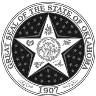 GREAT SEAL OF THE STATE OF OKLAHOMA
1907